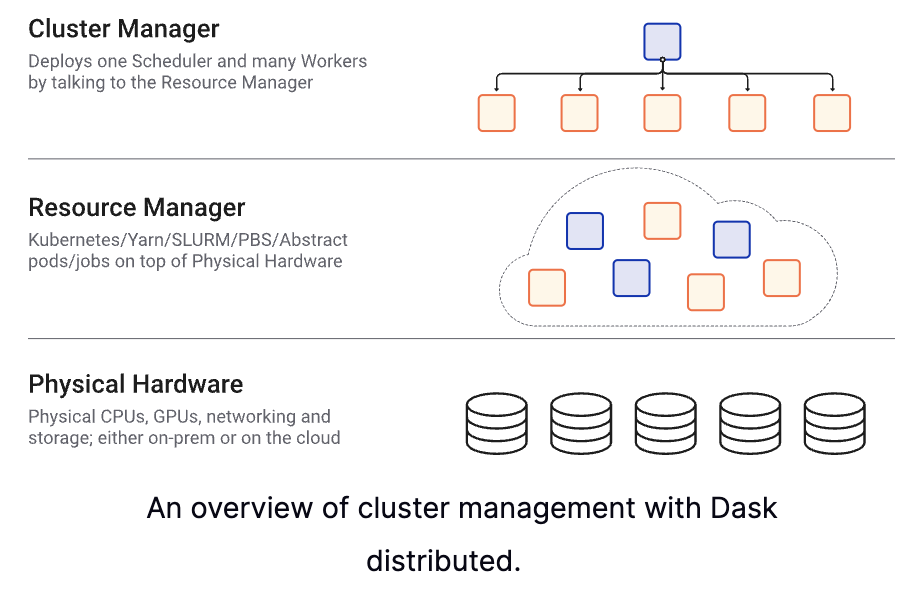 Cluster Manager
Deploys one Scheduler and many Workers
by talking to the Resource Manager
Resource Manager
Kubernetes/Yarn/SLURM/PBS/Abstract
pods/jobs on top of Physical Hardware
Physical Hardware
Physical CPUs, GPUs, networking and
storage; either on-prem or on the cloud
An overview of cluster management with Dask
distributed.